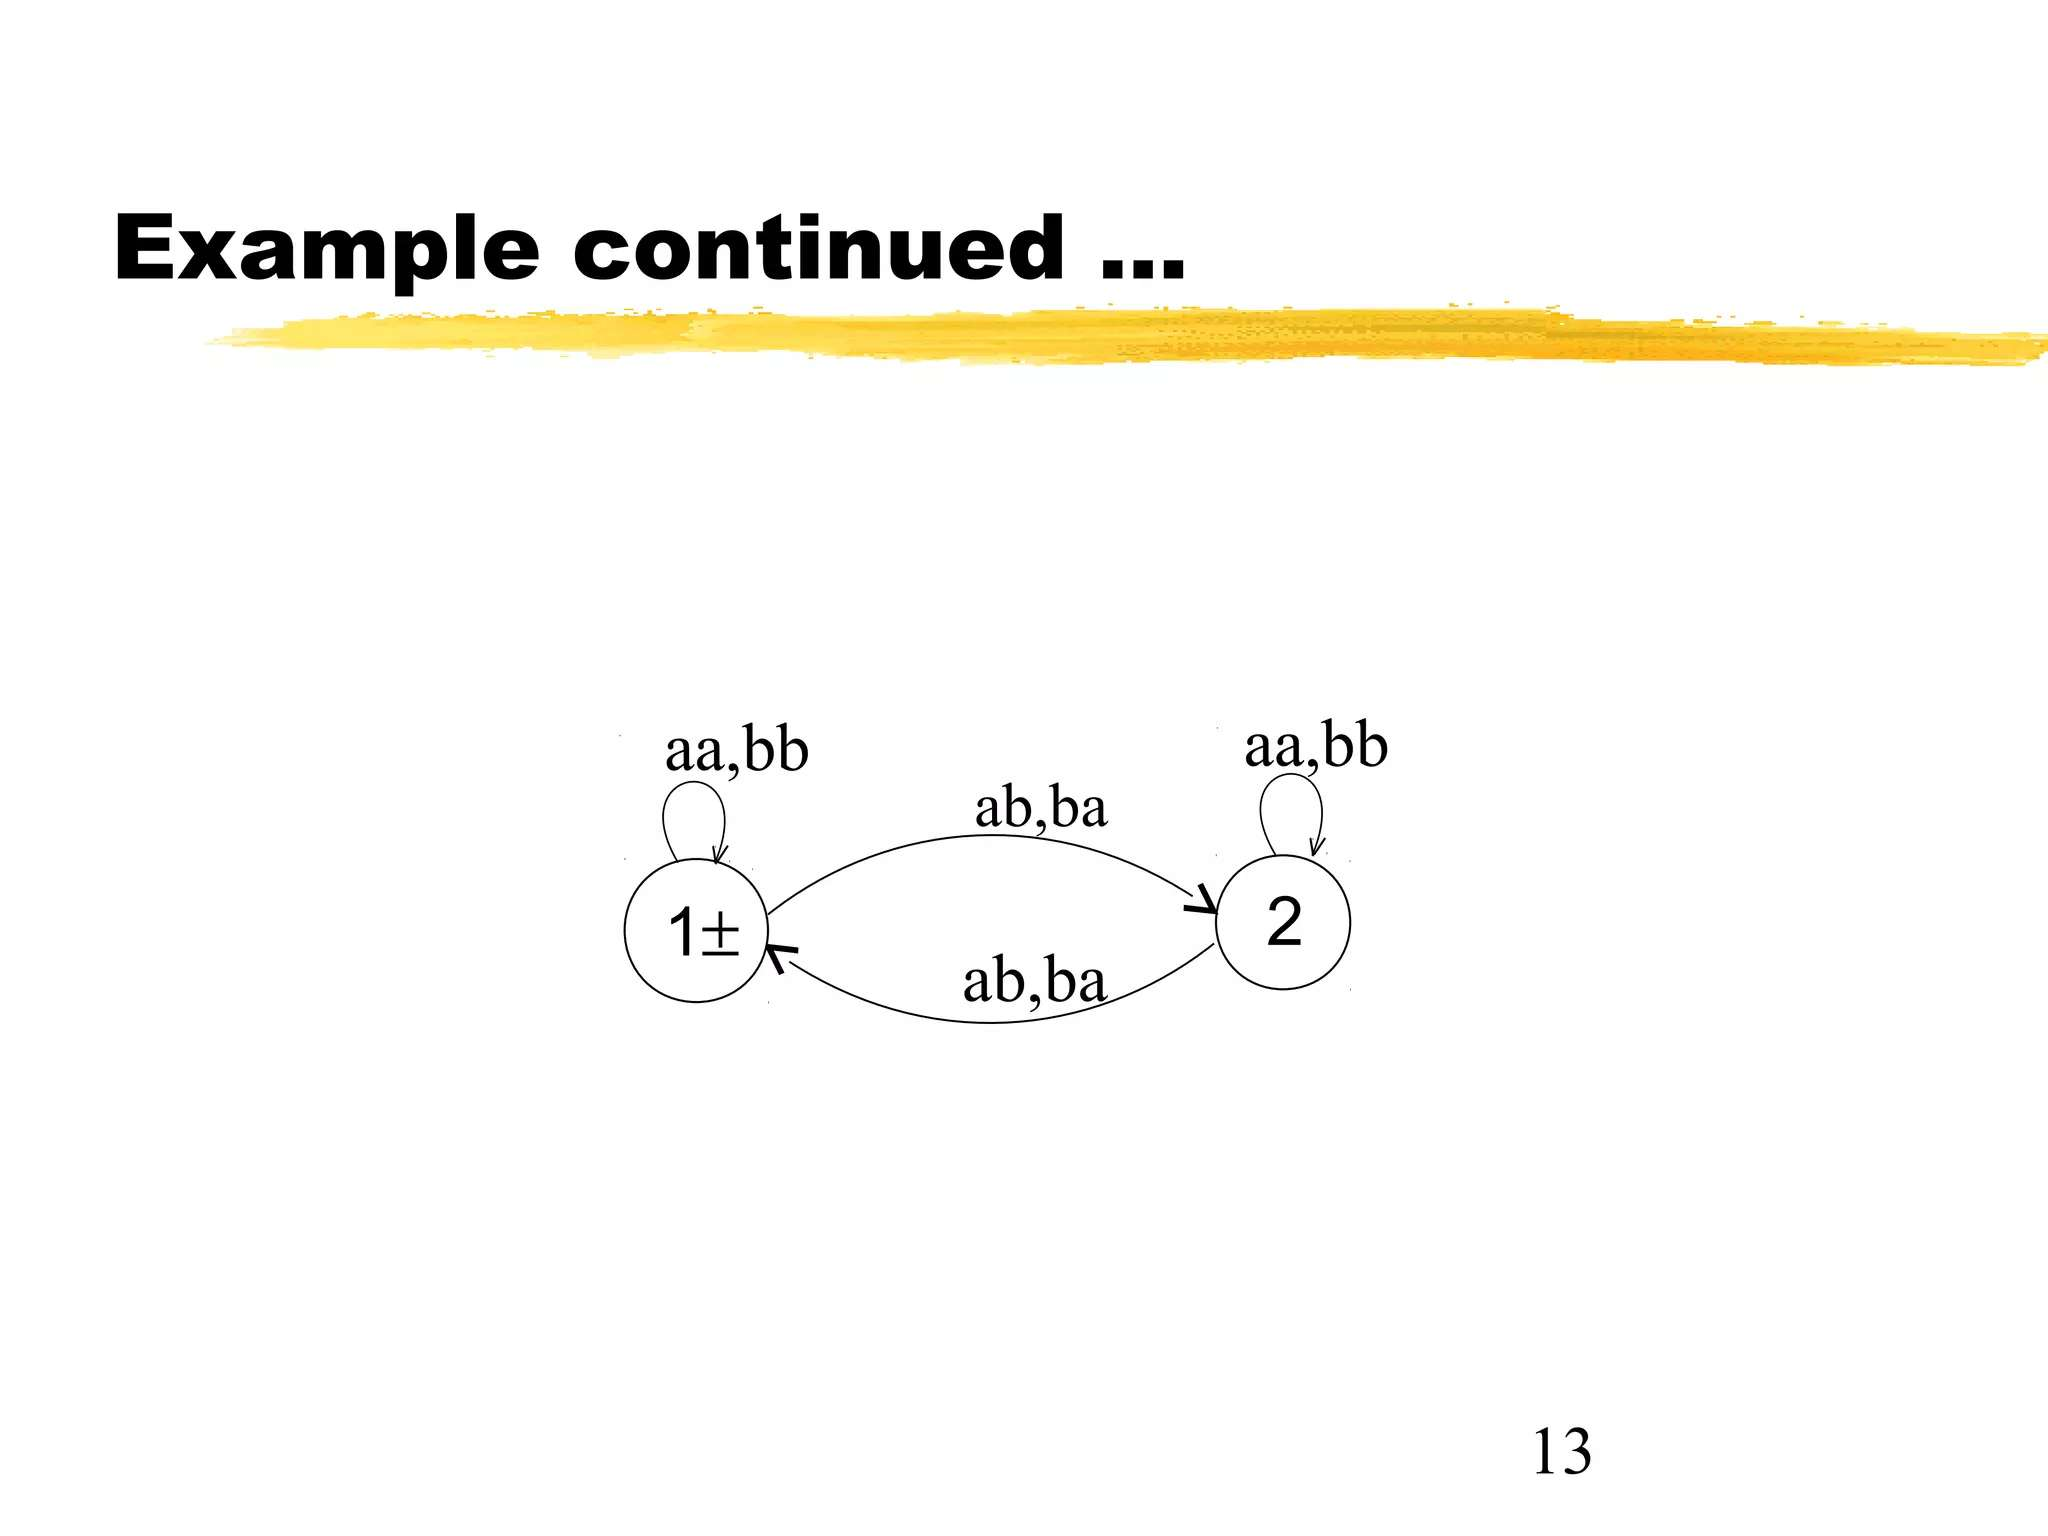 Example continued ...
aa,bb
aa,bb
ab,ba
1±
2
ab,ba
13